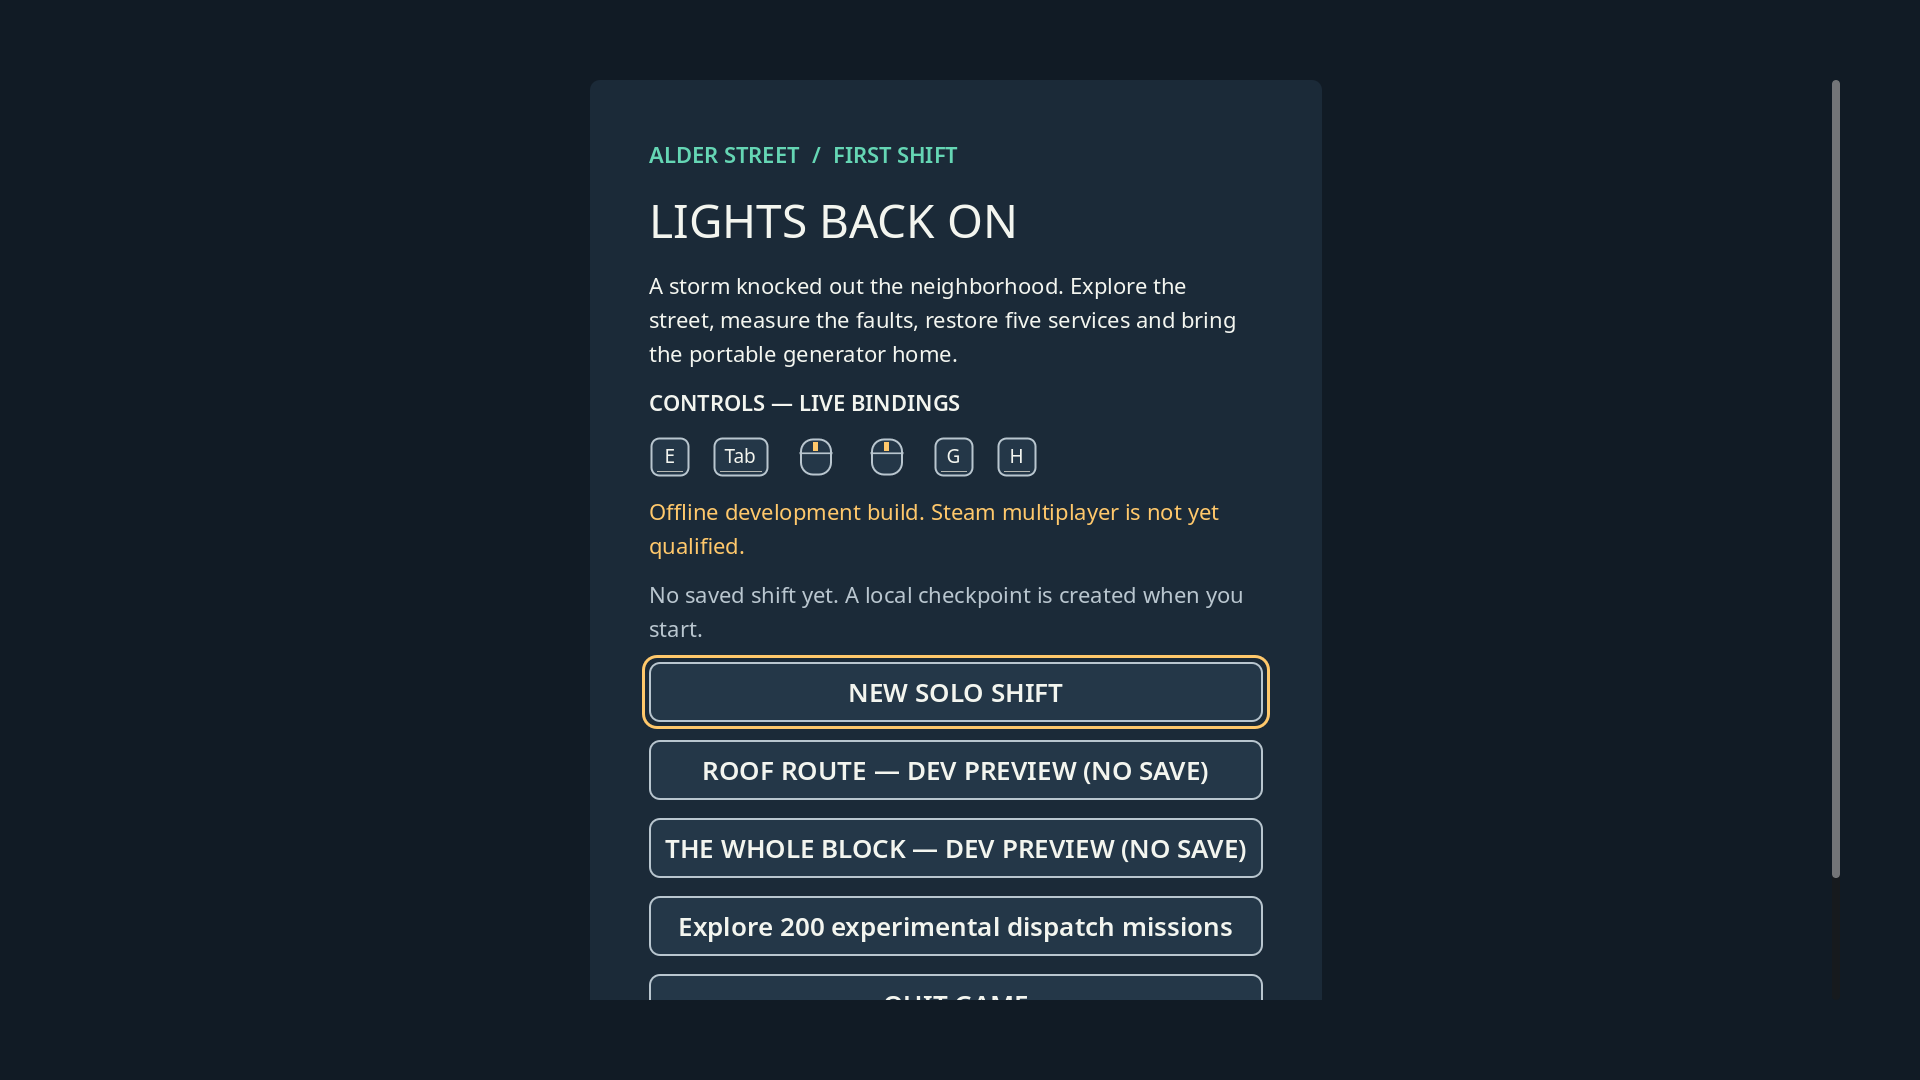 ALDER STREET / FIRST SHIFT
LIGHTS BACK ON
A storm knocked out the neighborhood. Explore the
street, measure the faults, restore five services and bring
the portable generator home.
CONTROLS — LIVE BINDINGS
E Tab G H
Offline development build. Steam multiplayer is not yet
qualified.
No saved shift yet. A local checkpoint is created when you
start.
NEW SOLO SHIFT
ROOF ROUTE — DEV PREVIEW (NO SAVE)
THE WHOLE BLOCK — DEV PREVIEW (NO SAVE)
Explore 200 experimental dispatch missions
QUIT GAME